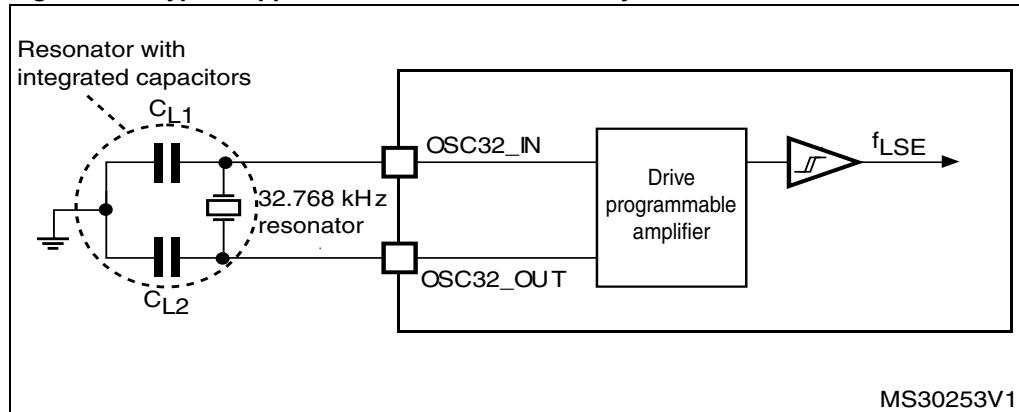 Resonator with
integrated capacitors
CL1
OSC32_IN
fLSE
Drive
programmable
amplifier
32.768 kHz
resonator
OSC32_OUT
CL2
MS30253V1